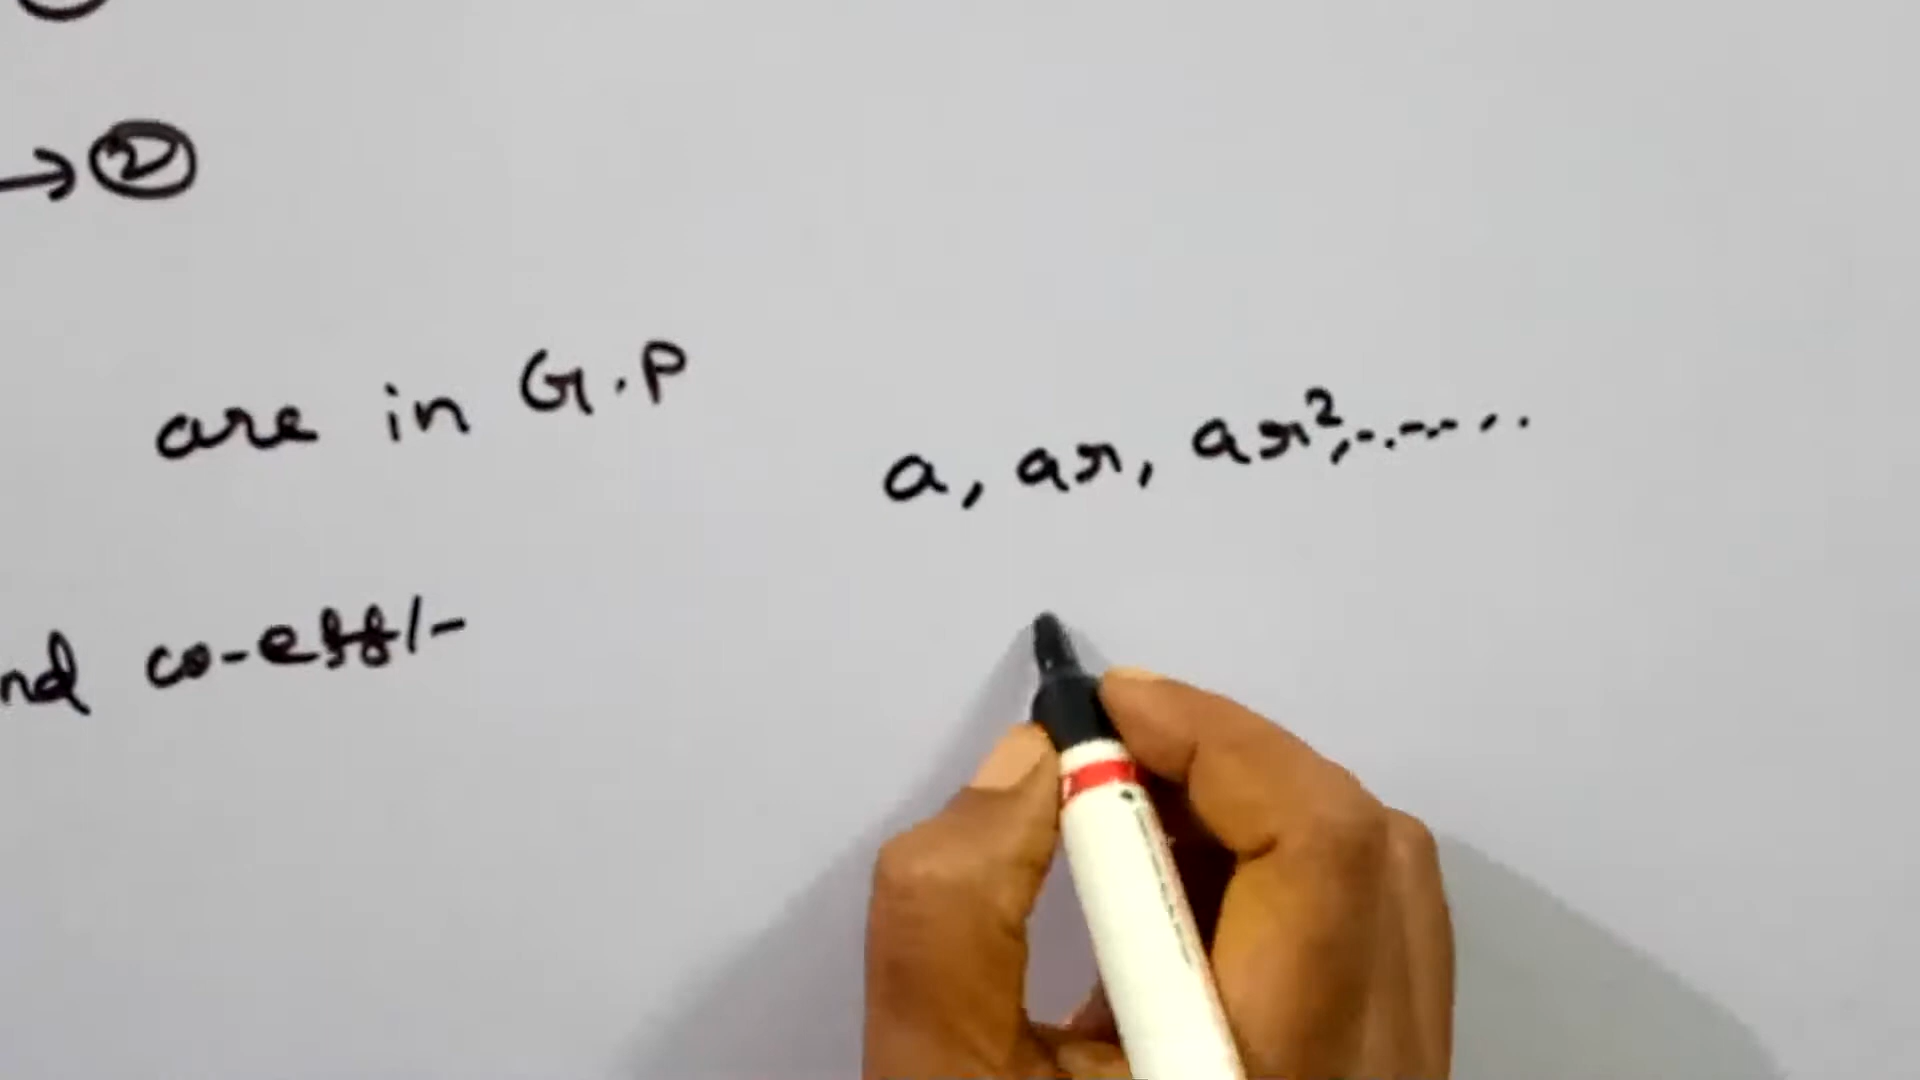 → ②
are in G.P
a, ar, ar²,.......
nd co-eff/-